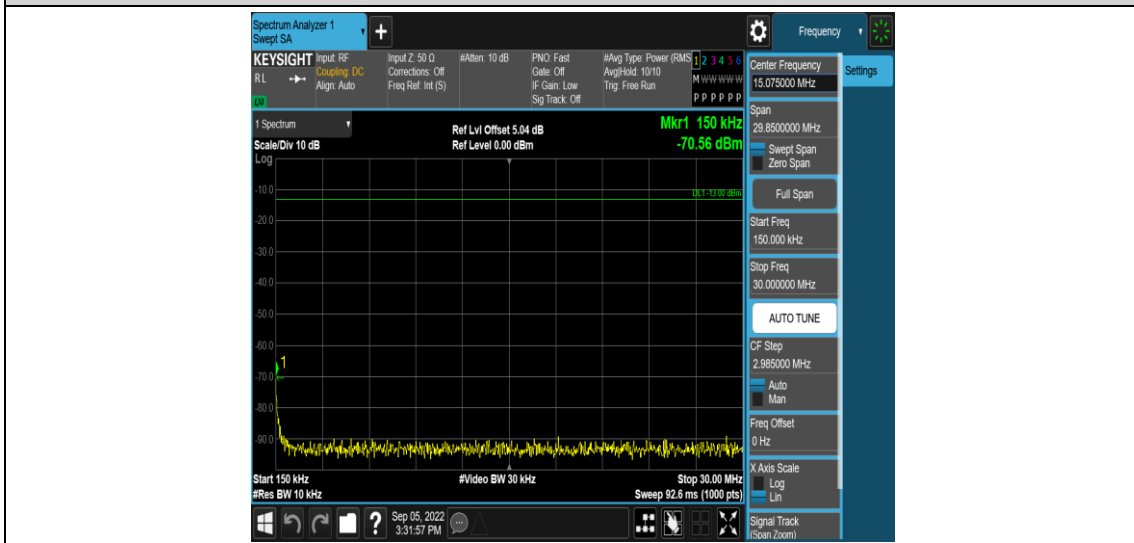 Spectrum Analyzer 1
Swept SA
+
Frequency
KEYSIGHT
RL
LXI
Input: RF
Coupling: DC
Align: Auto
Input Z: 50 Ω
Corrections: Off
Freq Ref: Int (S)
#Atten: 10 dB
PNO: Fast
Gate: Off
IF Gain: Low
Sig Track: Off
#Avg Type: Power (RMS
Avg|Hold: 10/10
Trig: Free Run
1 2 3 4 5 6
M W W W W W
P P P P P P
Center Frequency
15.075000 MHz
Settings
Span
29.8500000 MHz
Swept Span
Zero Span
Full Span
Start Freq
150.000 kHz
Stop Freq
30.000000 MHz
AUTO TUNE
CF Step
2.985000 MHz
Auto
Man
Freq Offset
0 Hz
X Axis Scale
Log
Lin
Signal Track
(Span Zoom)
1 Spectrum
Scale/Div 10 dB
Log
Ref Lvl Offset 5.04 dB
Ref Level 0.00 dBm
Mkr1 150 kHz
-70.56 dBm
DL1 -13.00 dBm
-10.0
-20.0
-30.0
-40.0
-50.0
-60.0
-70.0
-80.0
-90.0
1
Start 150 kHz
#Video BW 30 kHz
Stop 30.00 MHz
#Res BW 10 kHz
Sweep 92.6 ms (1000 pts)
?
Sep 05, 2022
3:31:57 PM